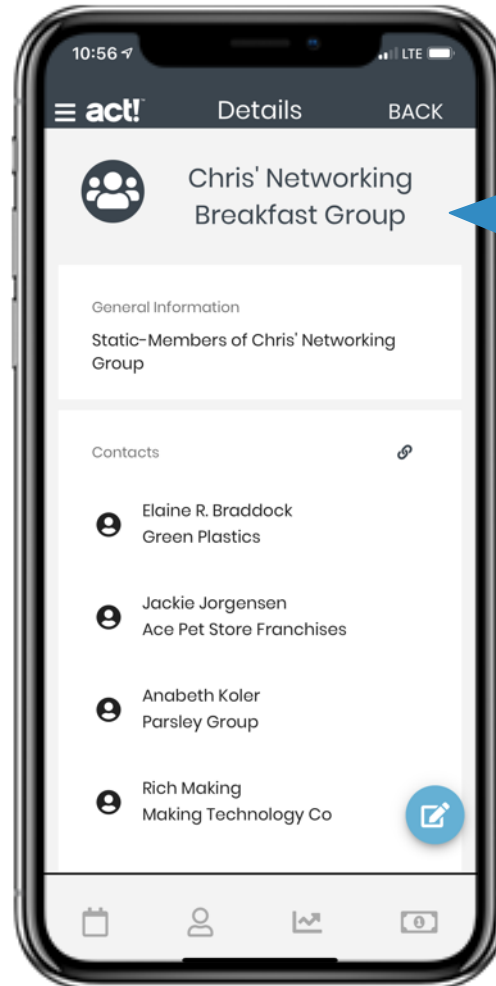 10:56 LTE
act! Details BACK
Chris' Networking
Breakfast Group
General Information
Static-Members of Chris' Networking
Group
Contacts
Elaine R. Braddock
Green Plastics
Jackie Jorgensen
Ace Pet Store Franchises
Anabeth Koler
Parsley Group
Rich Making
Making Technology Co